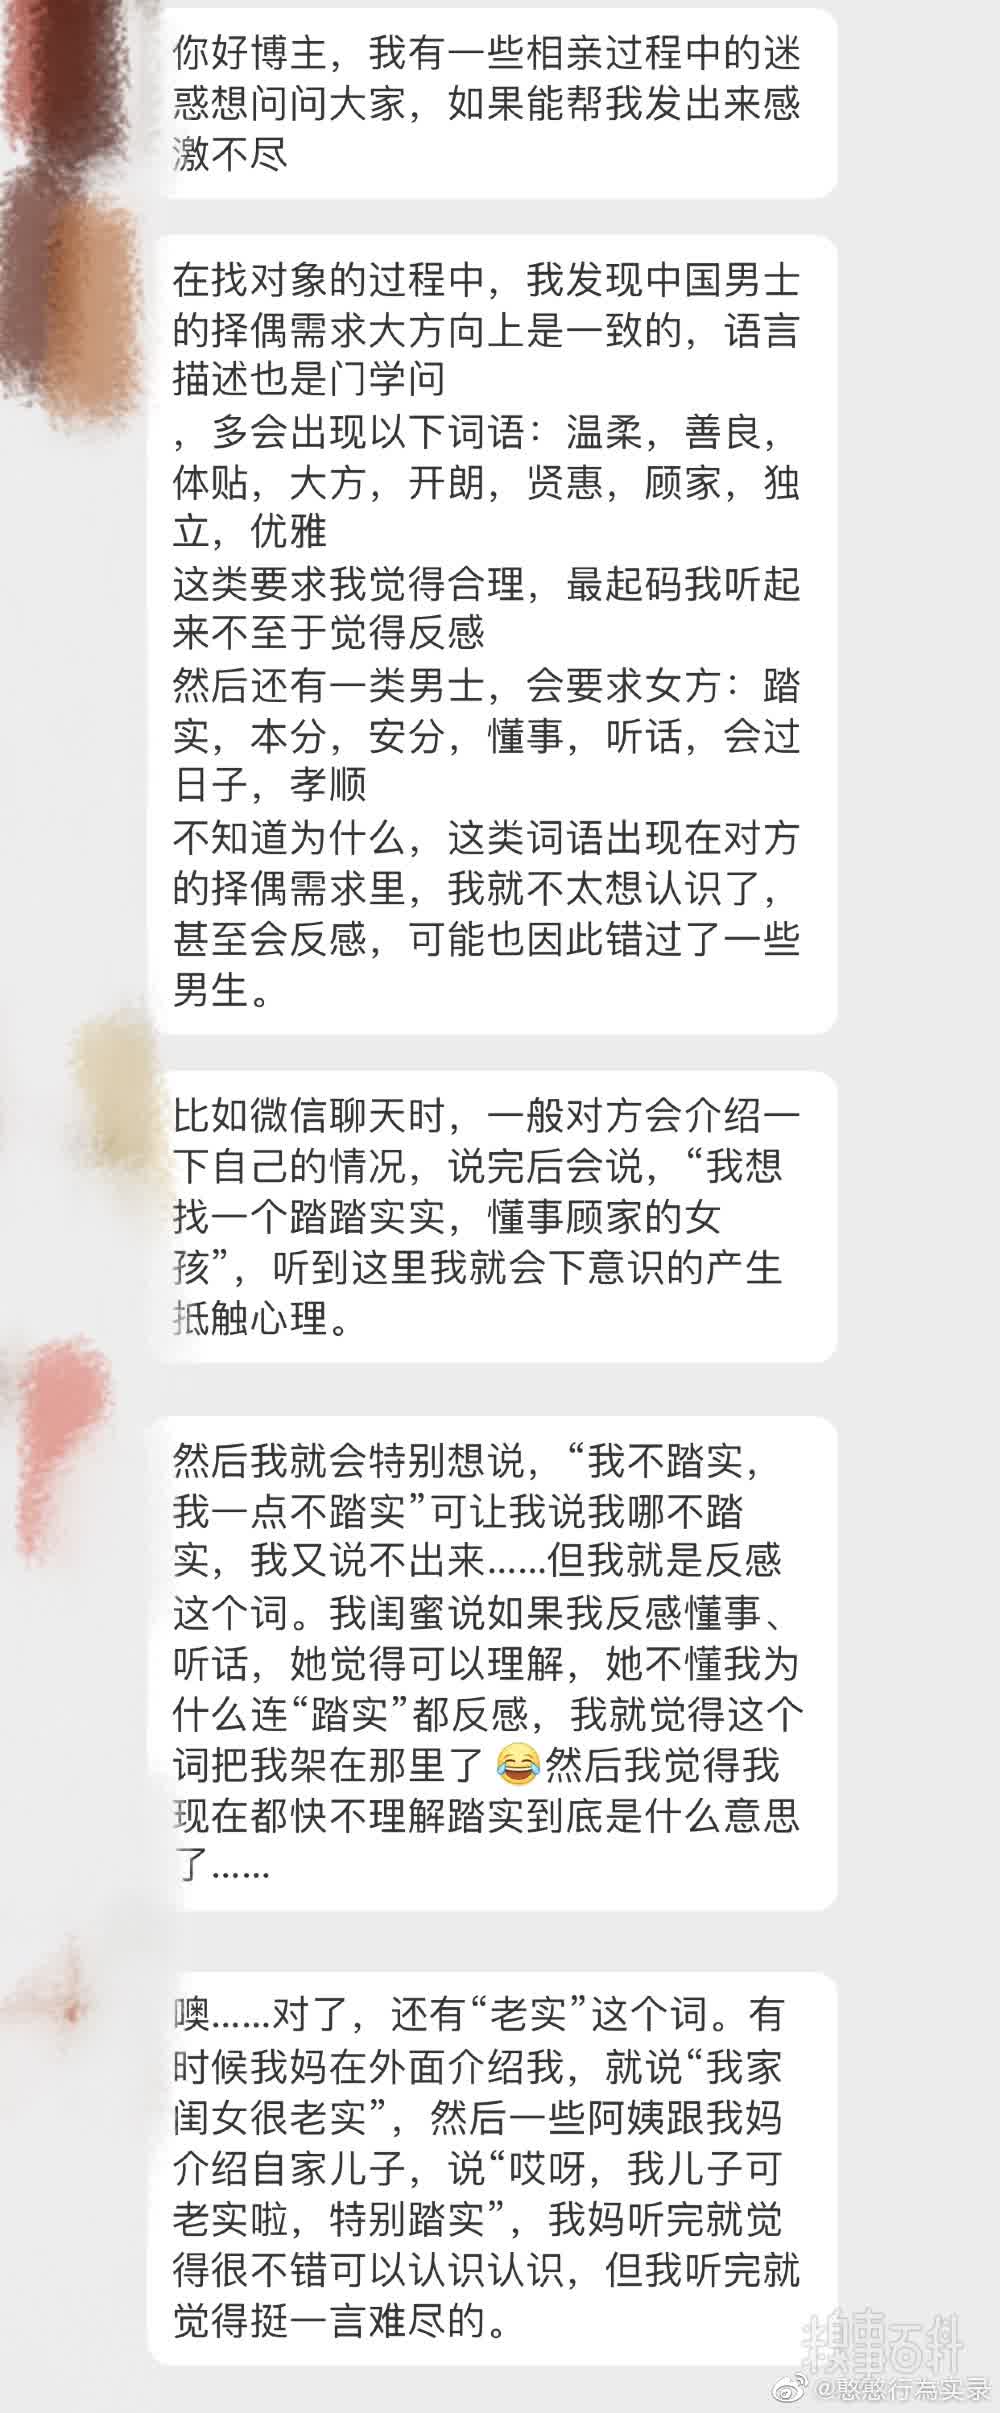 你好博主，我有一些相亲过程中的迷
惑想问问大家，如果能帮我发出来感
激不尽
在找对象的过程中，我发现中国男士
的择偶需求大方向上是一致的，语言
描述也是门学问
，多会出现以下词语：温柔，善良，
体贴，大方，开朗，贤惠，顾家，独
立，优雅
这类要求我觉得合理，最起码我听起
来不至于觉得反感
然后还有一类男士，会要求女方：踏
实，本分，安分，懂事，听话，会过
日子，孝顺
不知道为什么，这类词语出现在对方
的择偶需求里，我就不太想认识了，
甚至会反感，可能也因此错过了一些
男生。
比如微信聊天时，一般对方会介绍一
下自己的情况，说完后会说，“我想
找一个踏踏实实，懂事顾家的女
孩”，听到这里我就会下意识的产生
抵触心理。
然后我就会特别想说，“我不踏实，
我一点不踏实”可让我说我哪不踏
实，我又说不出来……但我就是反感
这个词。我闺蜜说如果我反感懂事、
听话，她觉得可以理解，她不懂我为
什么连“踏实”都反感，我就觉得这个
词把我架在那里了😂然后我觉得我
现在都快不理解踏实到底是什么意思
了……
噢……对了，还有“老实”这个词。有
时候我妈在外面介绍我，就说“我家
闺女很老实”，然后一些阿姨跟我妈
介绍自家儿子，说“哎呀，我儿子可
老实啦，特别踏实”，我妈听完就觉
得很不错可以认识认识，但我听完就
觉得挺一言难尽的。
@憨憨行為实录